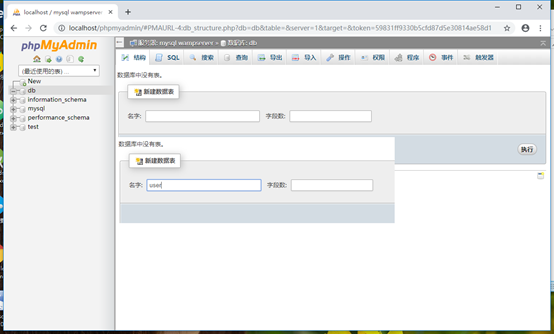 localhost / mysql wampserver
localhost/phpmyadmin/#PMAURL-4:db_structure.php?db=db&table=&server=1&target=&token=59831ff9330b5cfd87d5e30814ae58d1
phpMyAdmin
(最近使用的表) ...
New
db
information_schema
mysql
performance_schema
test
mysql wampserver » 数据库: db
结构 SQL 搜索 查询 导出 导入 操作 权限 程序 事件 触发器
数据库中没有表。
新建数据表
名字: 字段数:
执行
数据库中没有表。
新建数据表
名字: user 字段数: